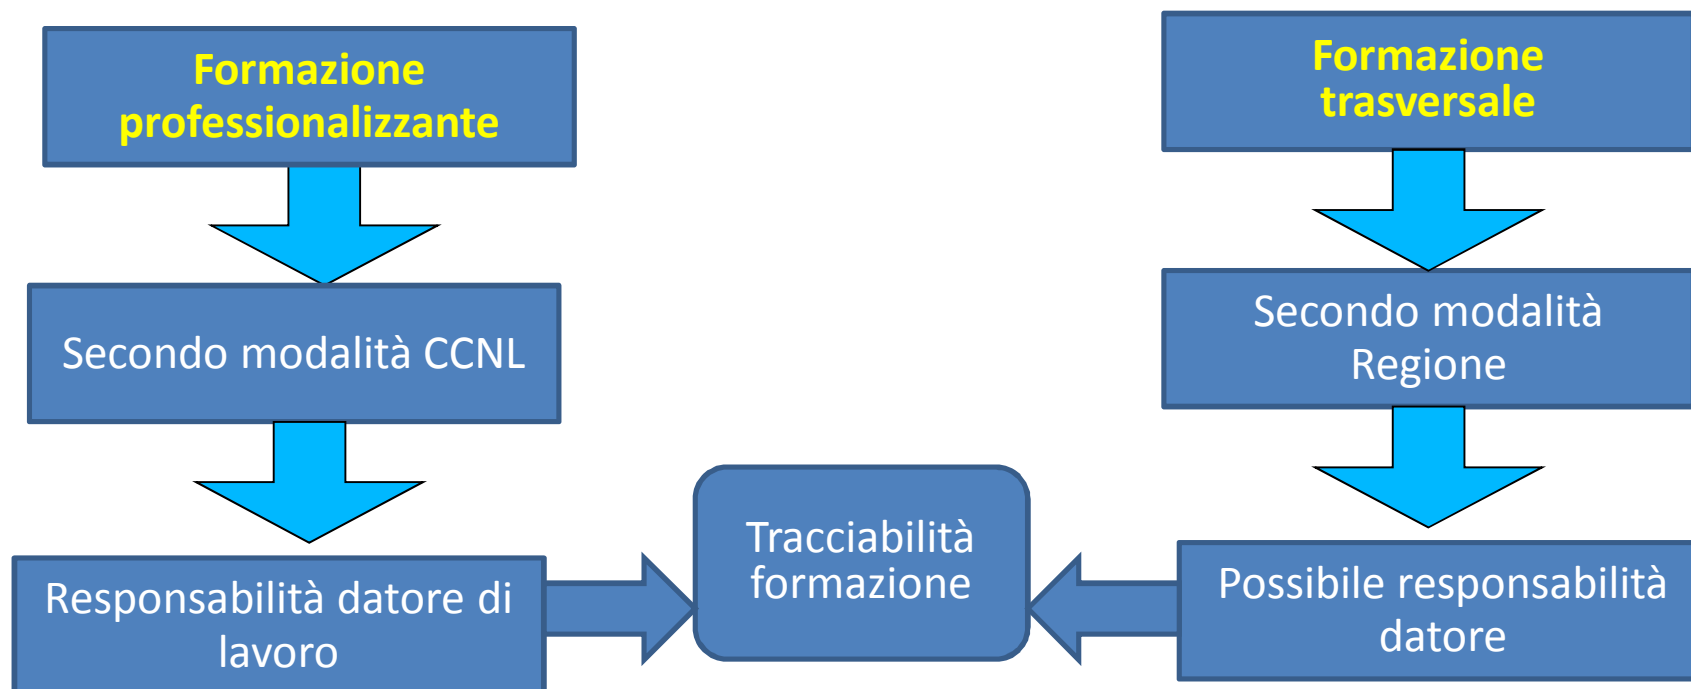 Formazione
professionalizzante
Secondo modalità CCNL
Responsabilità datore di
lavoro
Tracciabilità
formazione
Formazione
trasversale
Secondo modalità
Regione
Possibile responsabilità
datore